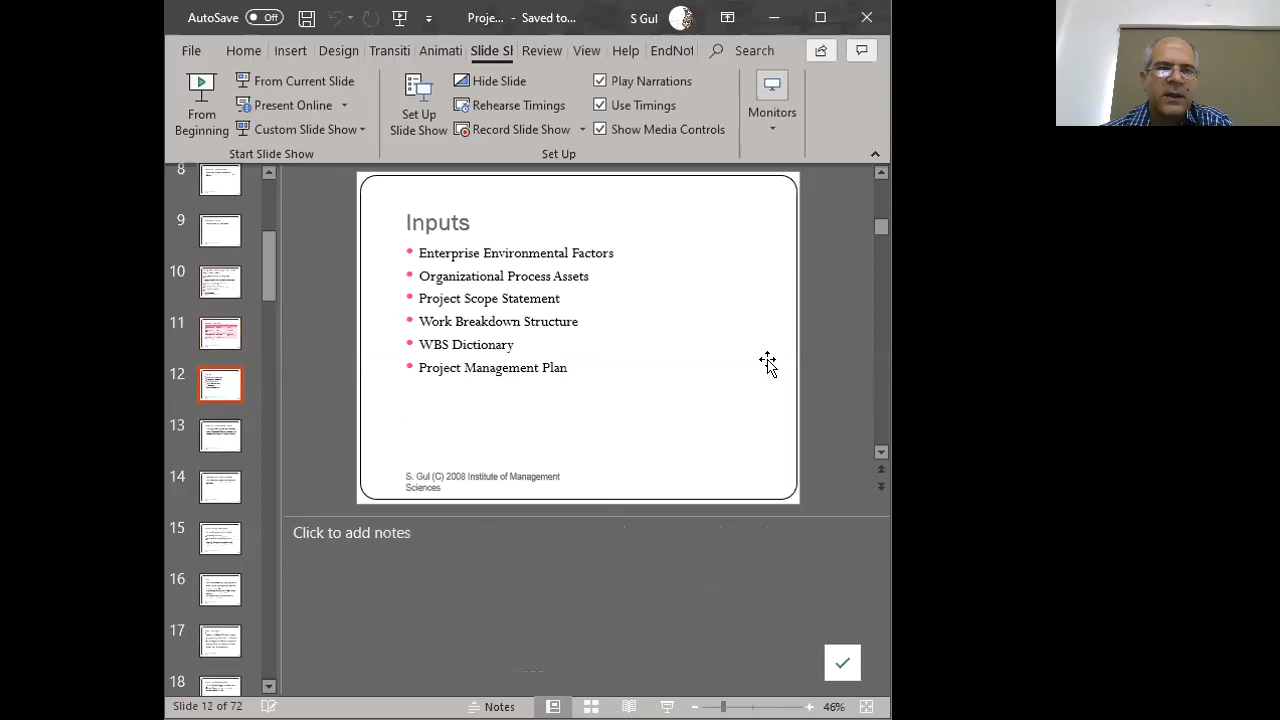 AutoSave Off Proje... - Saved to... S Gul
File Home Insert Design Transiti Animati Slide Sl Review View Help EndNot Search
From Beginning
From Current Slide
Present Online
Custom Slide Show
Start Slide Show
Set Up Slide Show
Hide Slide
Rehearse Timings
Record Slide Show
Play Narrations
Use Timings
Show Media Controls
Set Up
Monitors
8
9
10
11
12
13
14
15
16
17
18
Inputs
• Enterprise Environmental Factors
• Organizational Process Assets
• Project Scope Statement
• Work Breakdown Structure
• WBS Dictionary
• Project Management Plan
S. Gul (C) 2008 Institute of Management
Sciences
Click to add notes
Slide 12 of 72 Notes 46%